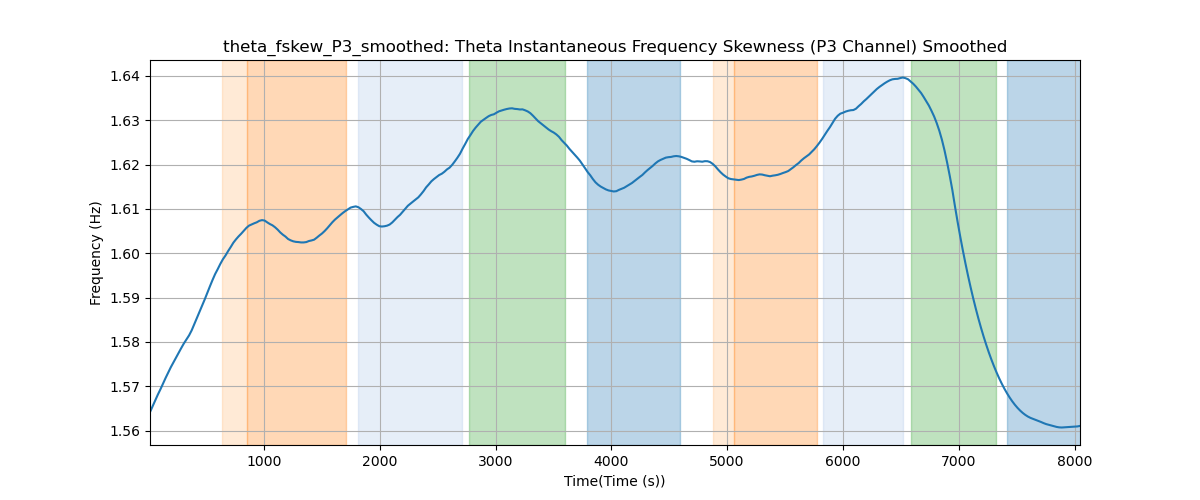 theta_fskew_P3_smoothed: Theta Instantaneous Frequency Skewness (P3 Channel) Smoothed
Frequency (Hz)
1.64
1.63
1.62
1.61
1.60
1.59
1.58
1.57
1.56
1000 2000 3000 4000 5000 6000 7000 8000
Time(Time (s))